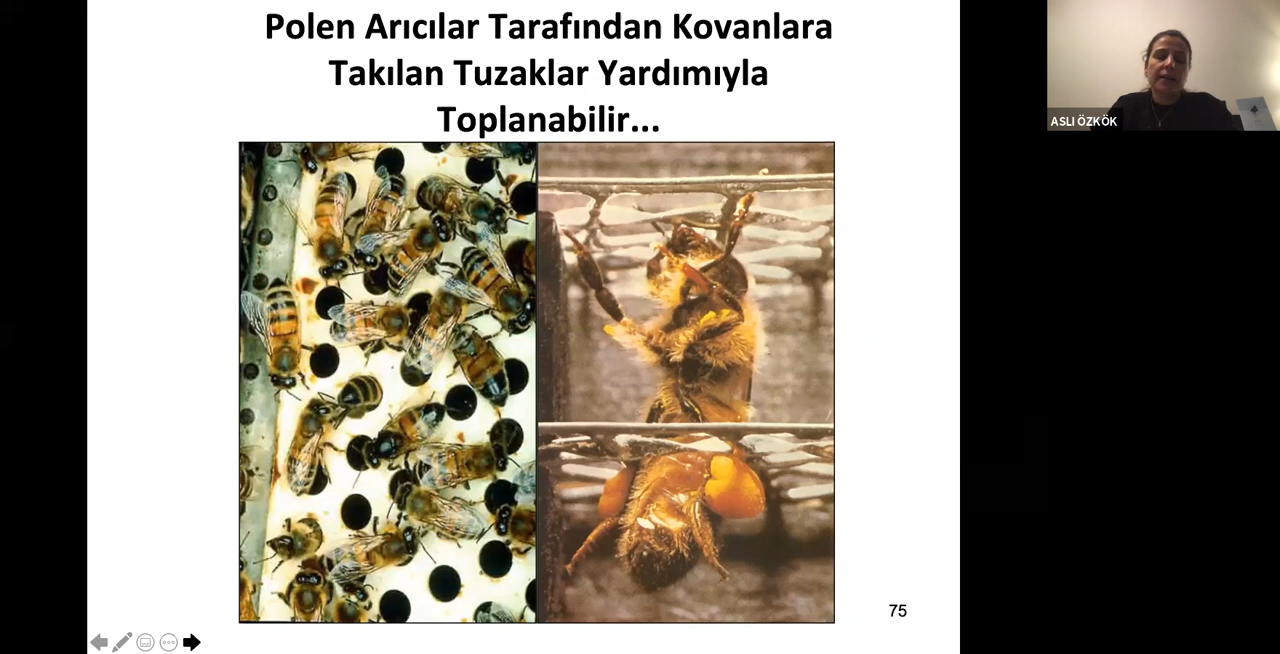 Polen Arıcılar Tarafından Kovanlara
Takılan Tuzaklar Yardımıyla
Toplanabilir...
ASLI ÖZKÖK
75